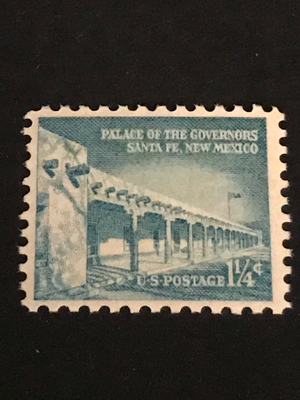 PALACE OF THE GOVERNORS
SANTA FE, NEW MEXICO
U·S·POSTAGE 1¼¢